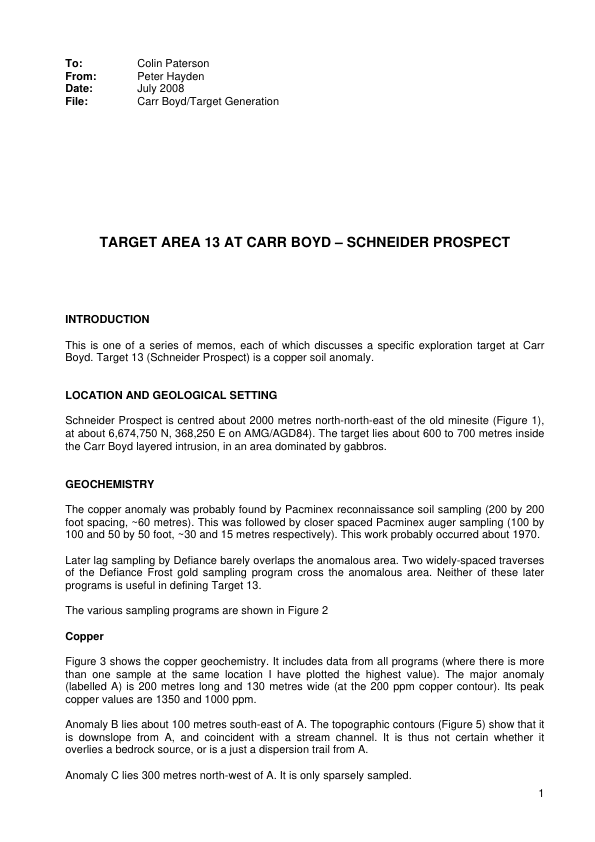 To: Colin Paterson
From: Peter Hayden
Date: July 2008
File: Carr Boyd/Target Generation
TARGET AREA 13 AT CARR BOYD – SCHNEIDER PROSPECT
INTRODUCTION
This is one of a series of memos, each of which discusses a specific exploration target at Carr
Boyd. Target 13 (Schneider Prospect) is a copper soil anomaly.
LOCATION AND GEOLOGICAL SETTING
Schneider Prospect is centred about 2000 metres north-north-east of the old minesite (Figure 1),
at about 6,674,750 N, 368,250 E on AMG/AGD84). The target lies about 600 to 700 metres inside
the Carr Boyd layered intrusion, in an area dominated by gabbros.
GEOCHEMISTRY
The copper anomaly was probably found by Pacminex reconnaissance soil sampling (200 by 200
foot spacing, ~60 metres). This was followed by closer spaced Pacminex auger sampling (100 by
100 and 50 by 50 foot, ~30 and 15 metres respectively). This work probably occurred about 1970.
Later lag sampling by Defiance barely overlaps the anomalous area. Two widely-spaced traverses
of the Defiance Frost gold sampling program cross the anomalous area. Neither of these later
programs is useful in defining Target 13.
The various sampling programs are shown in Figure 2
Copper
Figure 3 shows the copper geochemistry. It includes data from all programs (where there is more
than one sample at the same location I have plotted the highest value). The major anomaly
(labelled A) is 200 metres long and 130 metres wide (at the 200 ppm copper contour). Its peak
copper values are 1350 and 1000 ppm.
Anomaly B lies about 100 metres south-east of A. The topographic contours (Figure 5) show that it
is downslope from A, and coincident with a stream channel. It is thus not certain whether it
overlies a bedrock source, or is a just a dispersion trail from A.
Anomaly C lies 300 metres north-west of A. It is only sparsely sampled.
1